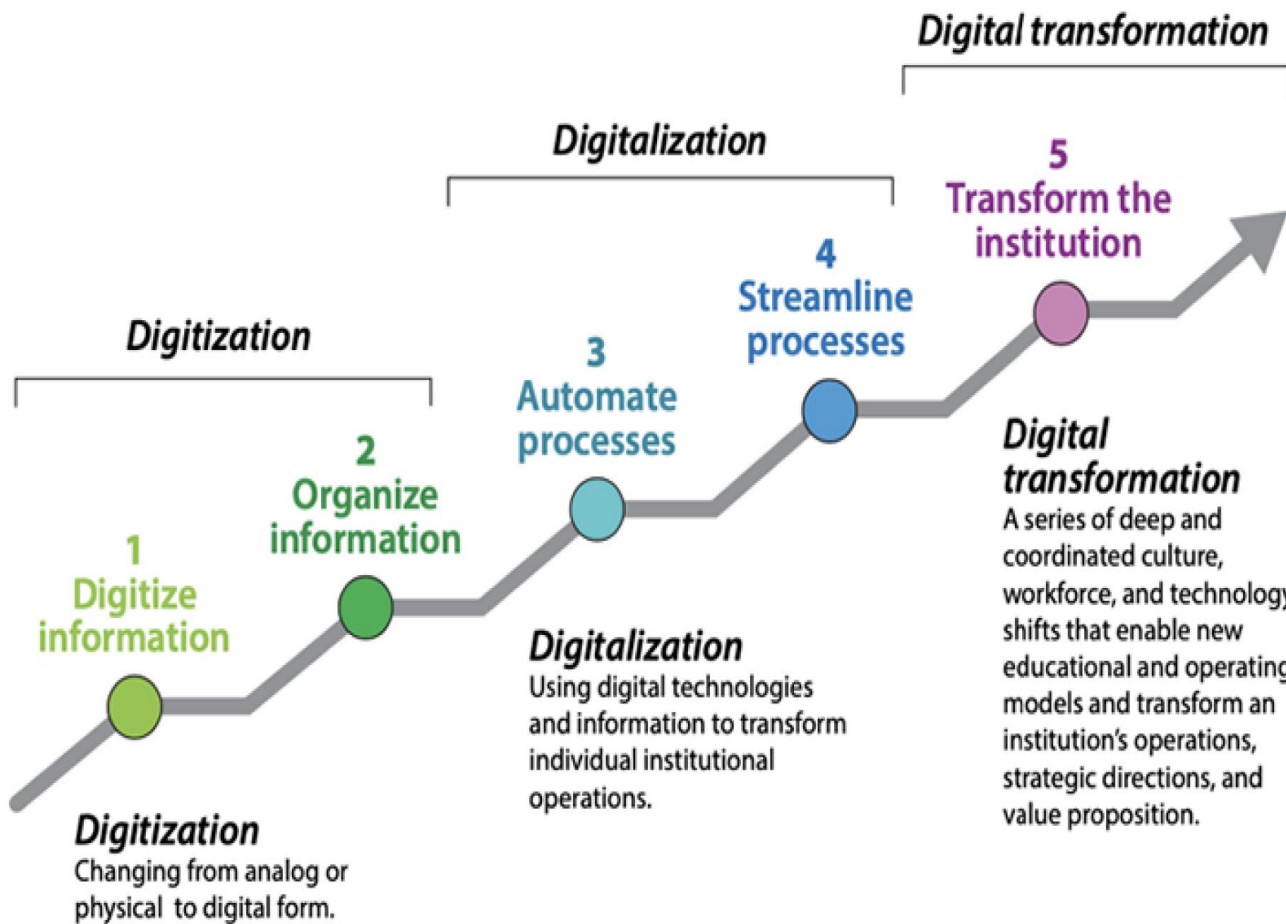 Digital transformation
Digitalization
5
Transform the
institution
4
Streamline
processes
Digitization
3
Automate
processes
2
Organize
information
1
Digitize
information
Digital
transformation
A series of deep and
coordinated culture,
workforce, and technology
shifts that enable new
educational and operating
models and transform an
institution's operations,
strategic directions, and
value proposition.
Digitalization
Using digital technologies
and information to transform
individual institutional
operations.
Digitization
Changing from analog or
physical to digital form.